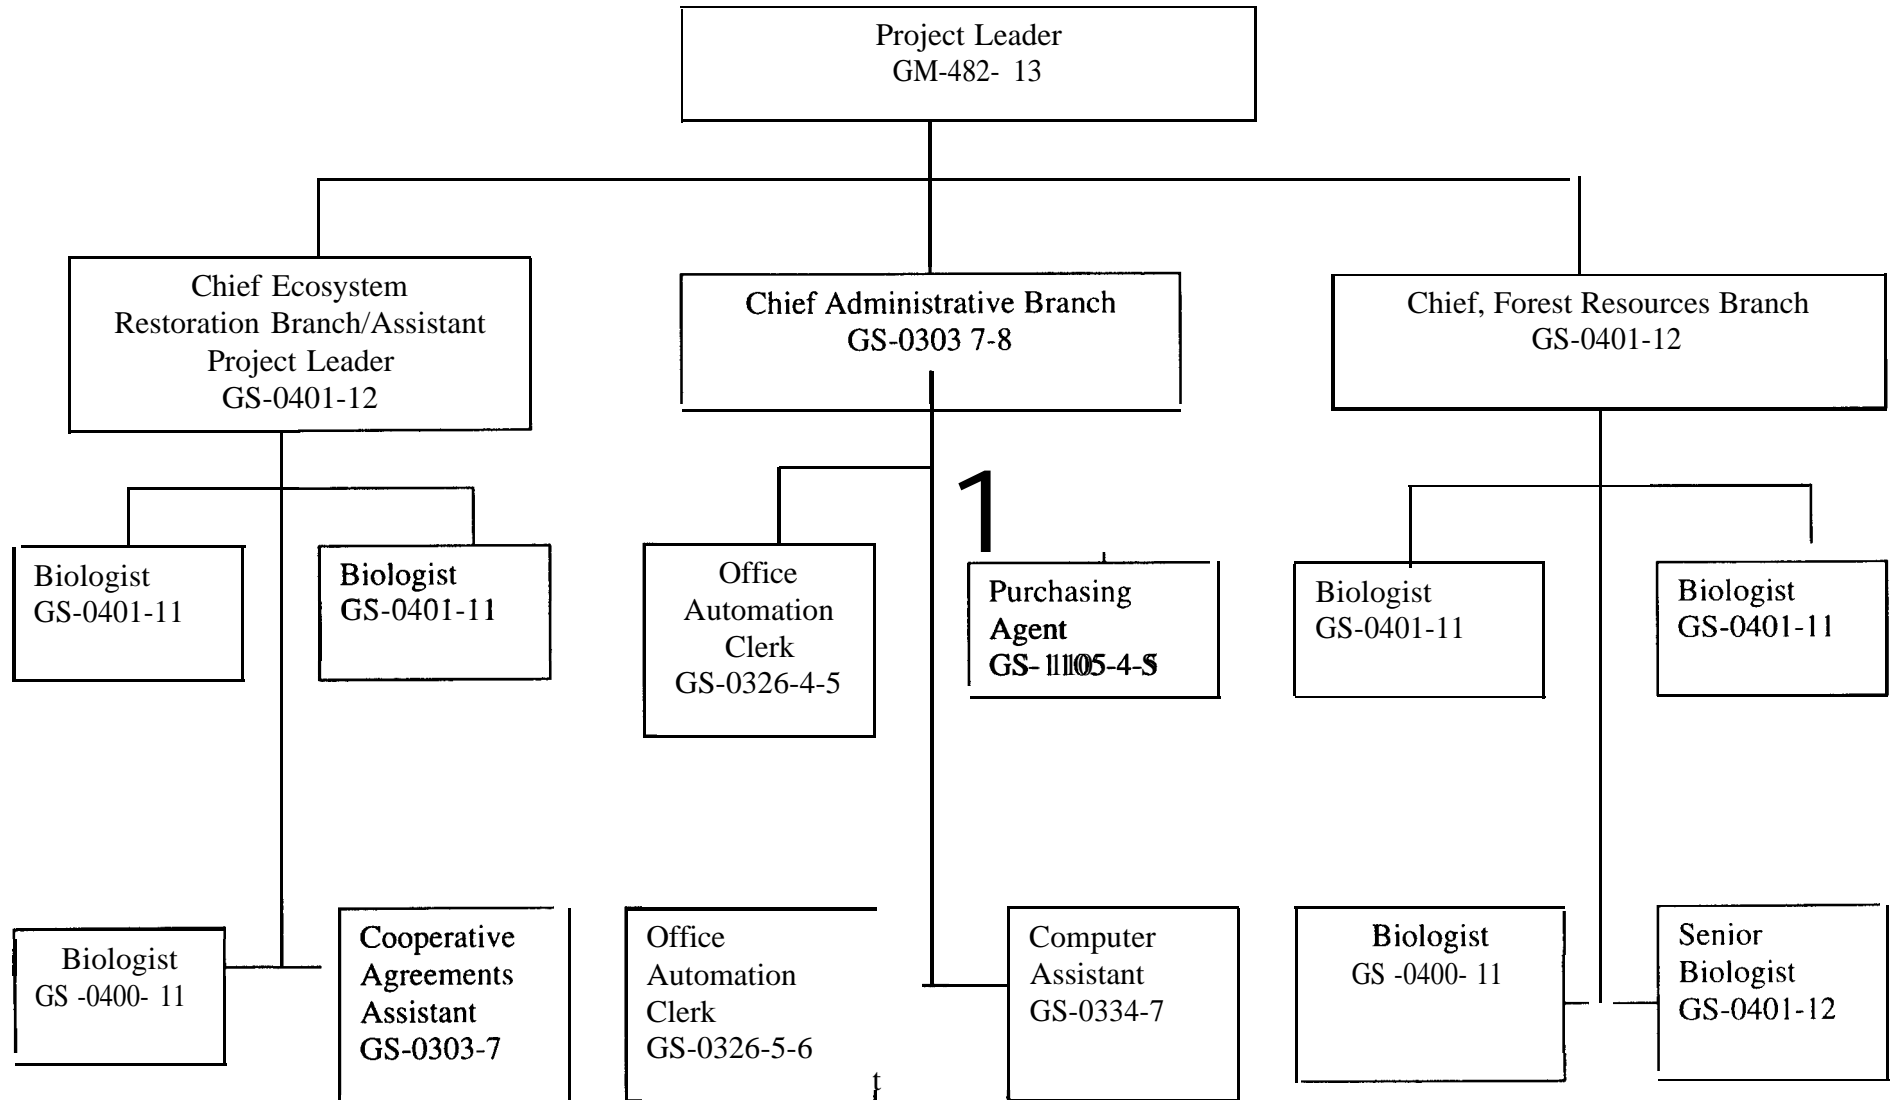 Project Leader
GM-482- 13
Chief Ecosystem
Restoration Branch/Assistant
Project Leader
GS-0401-12
Chief Administrative Branch
GS-0303 7-8
Chief, Forest Resources Branch
GS-0401-12
1
Biologist
GS-0401-11
Biologist
GS-0401-11
Office
Automation
Clerk
GS-0326-4-5
Purchasing
Agent
GS-1105-4-5
Biologist
GS-0401-11
Biologist
GS-0401-11
Biologist
GS -0400- 11
Cooperative
Agreements
Assistant
GS-0303-7
Office
Automation
Clerk
GS-0326-5-6
t
Computer
Assistant
GS-0334-7
Biologist
GS -0400- 11
Senior
Biologist
GS-0401-12